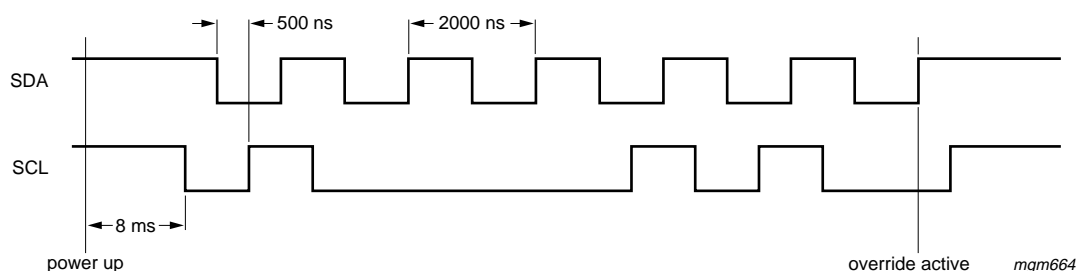 500 ns
2000 ns
SDA
SCL
8 ms
power up
override active
mgm664